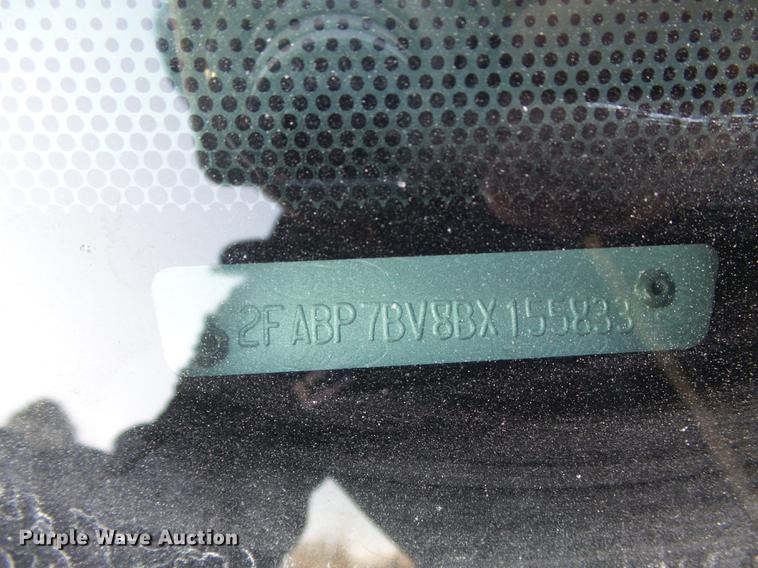 2FABP7BV8BX155833
Purple Wave Auction